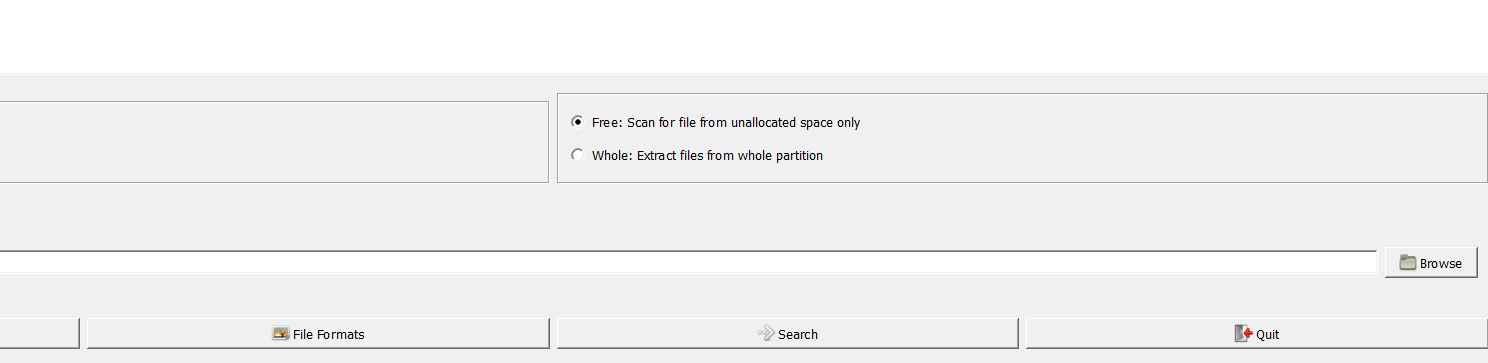 Free: Scan for file from unallocated space only
Whole: Extract files from whole partition
Browse
File Formats
Search
Quit